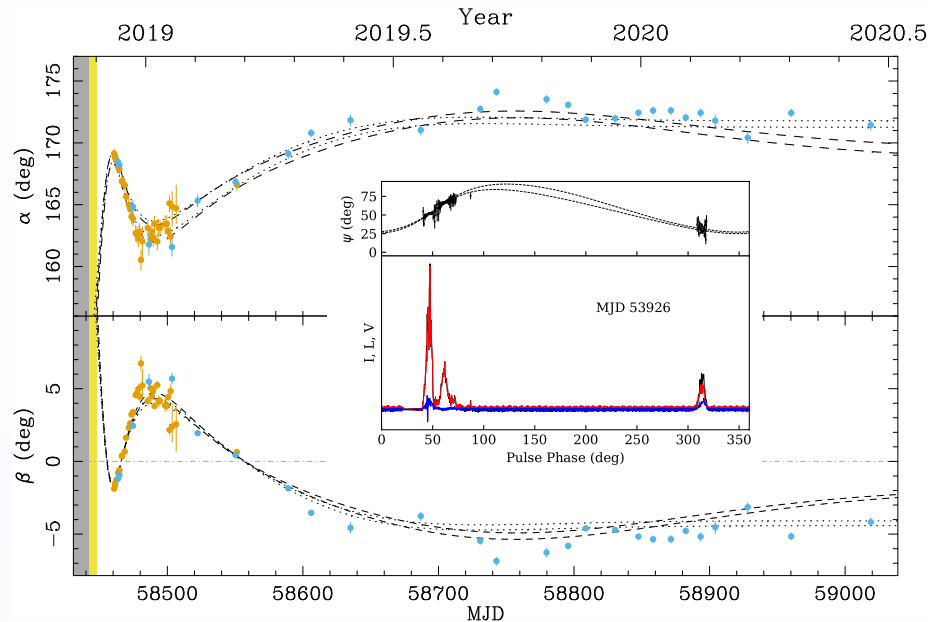 Year
2019 2019.5 2020 2020.5
175
170
165
160
α (deg)
75
50
25
0
ψ (deg)
MJD 53926
I, L, V
0 50 100 150 200 250 300 350
Pulse Phase (deg)
5
0
−5
β (deg)
58500 58600 58700 58800 58900 59000
MJD